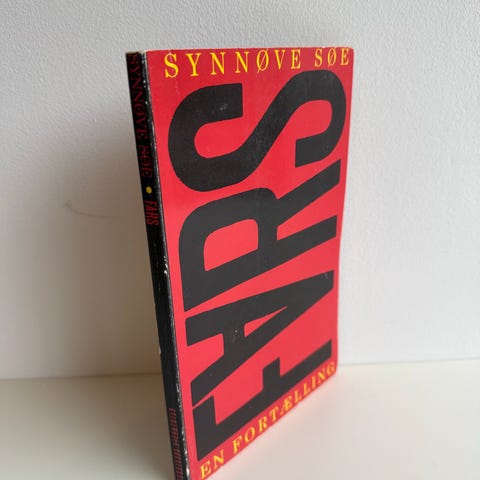 SYNNØVE SØE
FARS
EN FORTÆLLING
SYNNØVE SØE • FARS